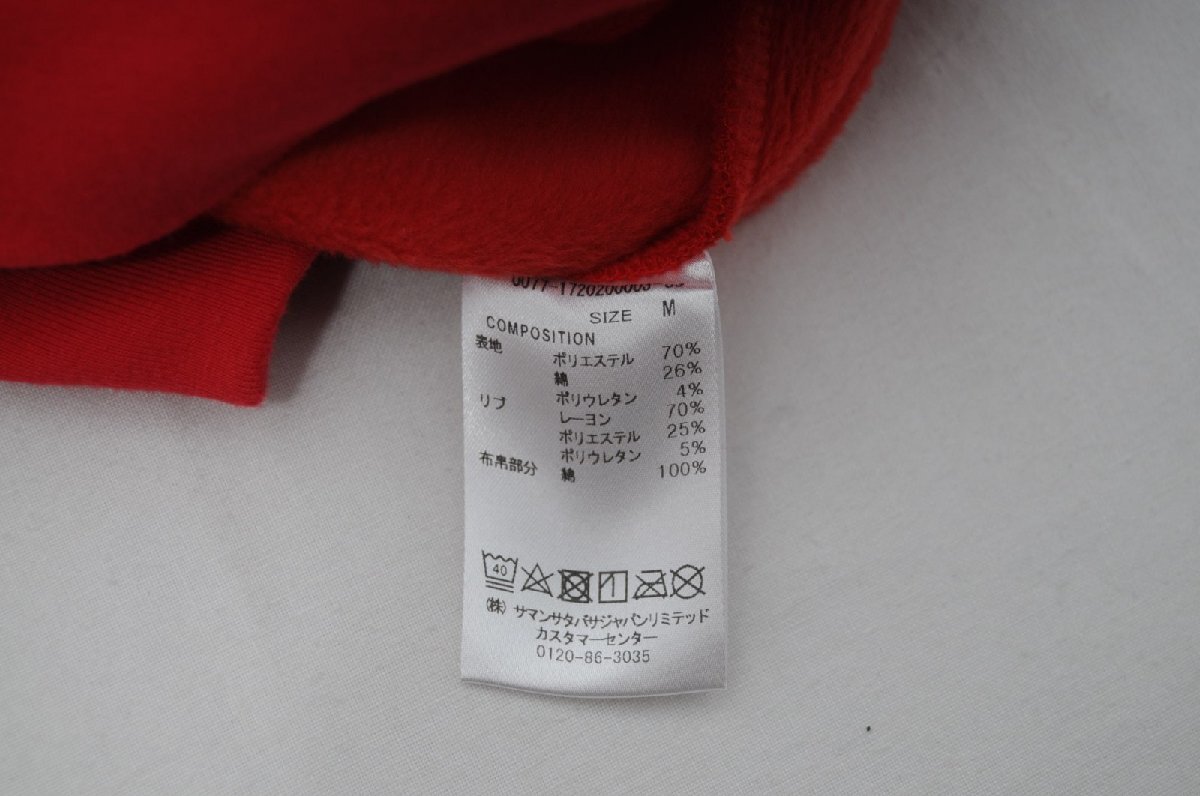 0077-1720200003
SIZE M
COMPOSITION
表地 ポリエステル 70%
綿 26%
ポリウレタン 4%
リブ レーヨン 70%
ポリエステル 25%
ポリウレタン 5%
布帛部分 綿 100%
40
(株) サマンサタバサジャパンリミテッド
カスタマーセンター
0120-86-3035